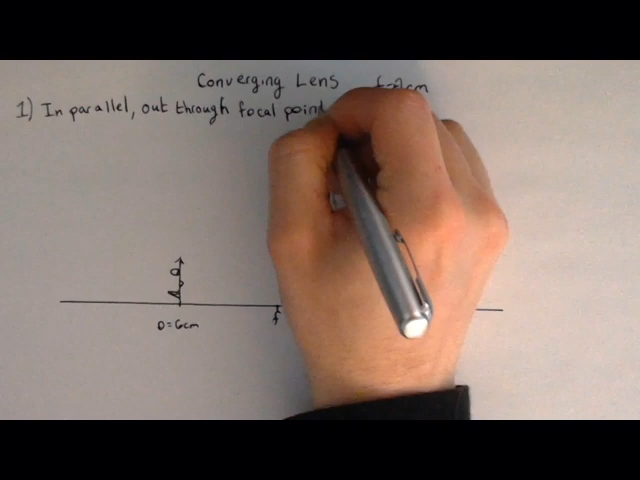 Converging Lens
1) In parallel, out through focal point
f
O=6cm